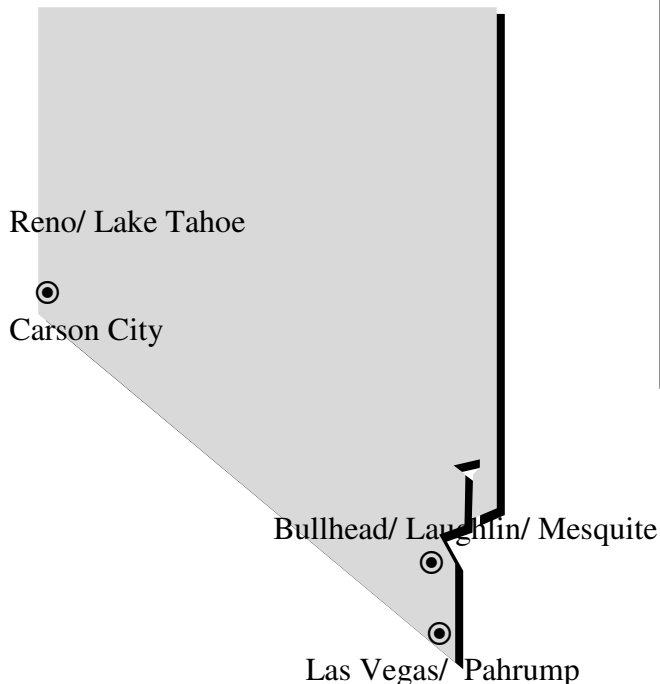 Reno/ Lake Tahoe
Carson City
Bullhead/ Laughlin/ Mesquite
Las Vegas/ Pahrump